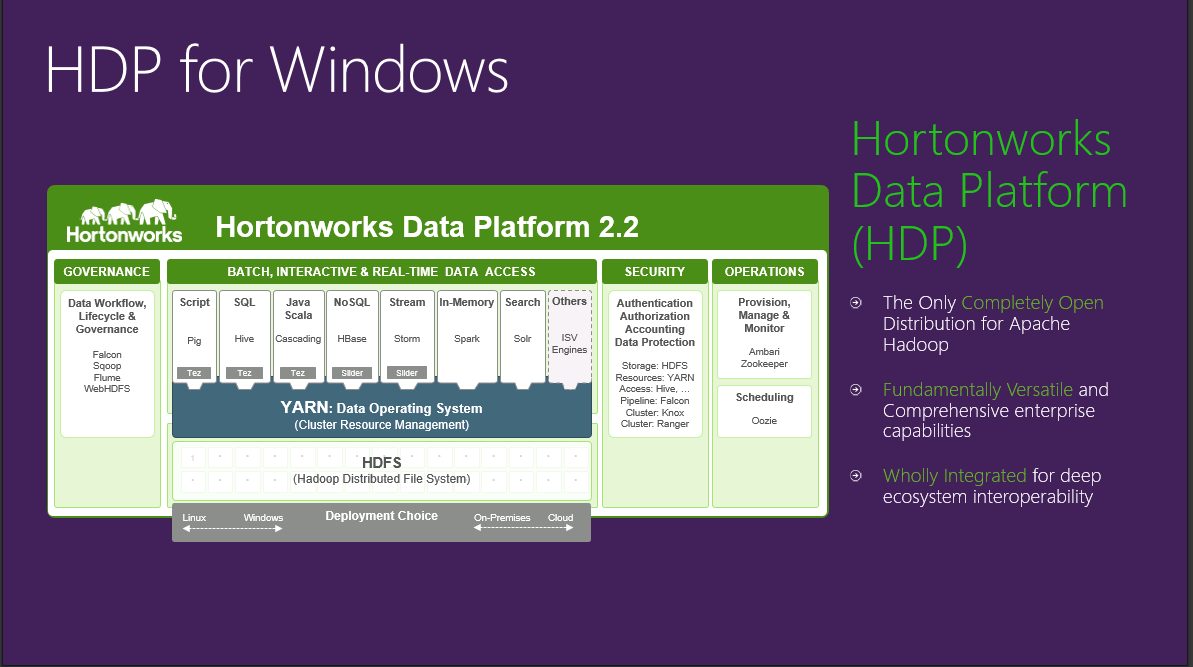 HDP for Windows
Hortonworks
Data Platform
(HDP)
The Only Completely Open
Distribution for Apache
Hadoop
Fundamentally Versatile and
Comprehensive enterprise
capabilities
Wholly Integrated for deep
ecosystem interoperability
Hortonworks
Hortonworks Data Platform 2.2
GOVERNANCE
Data Workflow,
Lifecycle &
Governance
Falcon
Sqoop
Flume
WebHDFS
BATCH, INTERACTIVE & REAL-TIME DATA ACCESS
Script
Pig
Tez
SQL
Hive
Tez
Java
Scala
Cascading
Tez
NoSQL
HBase
Slider
Stream
Storm
Slider
In-Memory
Spark
Search
Solr
Others
ISV
Engines
YARN: Data Operating System
(Cluster Resource Management)
1
HDFS
(Hadoop Distributed File System)
Linux
Windows
Deployment Choice
On-Premises
Cloud
SECURITY
Authentication
Authorization
Accounting
Data Protection
Storage: HDFS
Resources: YARN
Access: Hive, ...
Pipeline: Falcon
Cluster: Knox
Cluster: Ranger
OPERATIONS
Provision,
Manage &
Monitor
Ambari
Zookeeper
Scheduling
Oozie